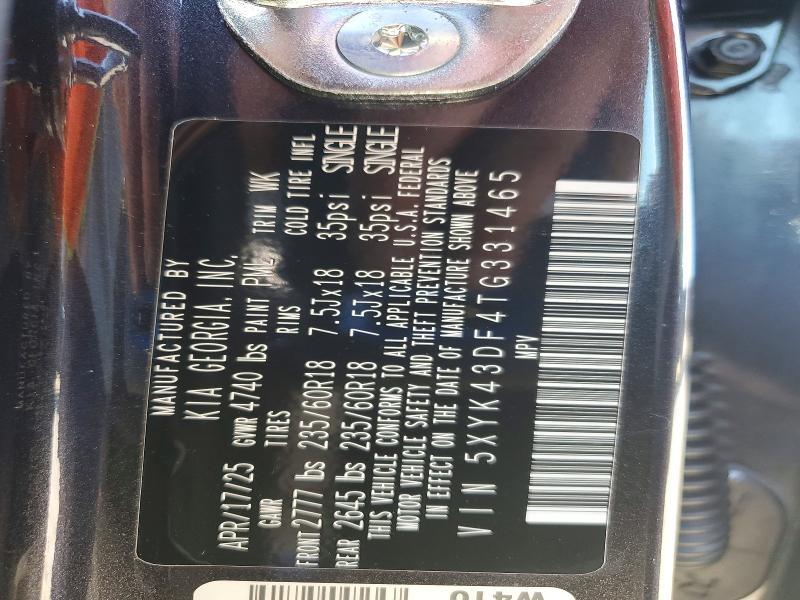 MANUFACTURED BY
KIA GEORGIA, INC.
APR/17/25 GVWR 4740 lbs PAINT TRIM WK
GAWR TIRES RIMS COLD TIRE INFL
FRONT 2777 lbs 235/60R18 7.5Jx18 35psi SINGLE
REAR 2645 lbs 235/60R18 7.5Jx18 35psi SINGLE
THIS VEHICLE CONFORMS TO ALL APPLICABLE U.S.A. FEDERAL
MOTOR VEHICLE SAFETY AND THEFT PREVENTION STANDARDS
IN EFFECT ON THE DATE OF MANUFACTURE SHOWN ABOVE
VIN 5XYK43DF4TG331465
MPV